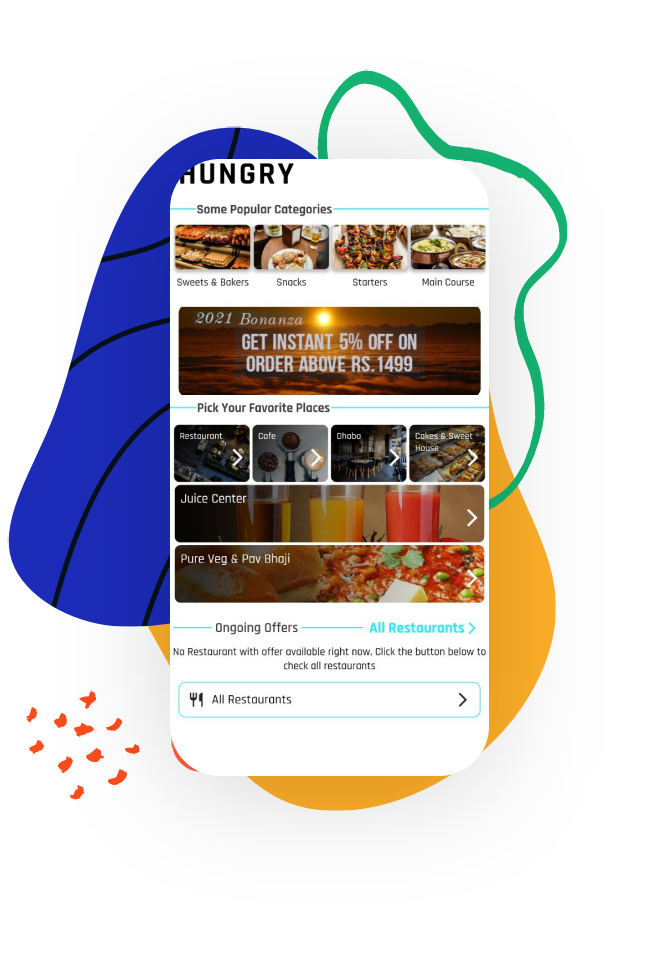 HUNGRY
Some Popular Categories
Sweets & Bakers
Snacks
Starters
Main Course
2021 Bonanza
GET INSTANT 5% OFF ON
ORDER ABOVE RS.1499
Pick Your Favorite Places
Restaurant
Cafe
Dhaba
Cakes & Sweet
House
Juice Center
Pure Veg & Pav Bhaji
Ongoing Offers
All Restaurants
No Restaurant with offer available right now, Click the button below to
check all restaurants
All Restaurants